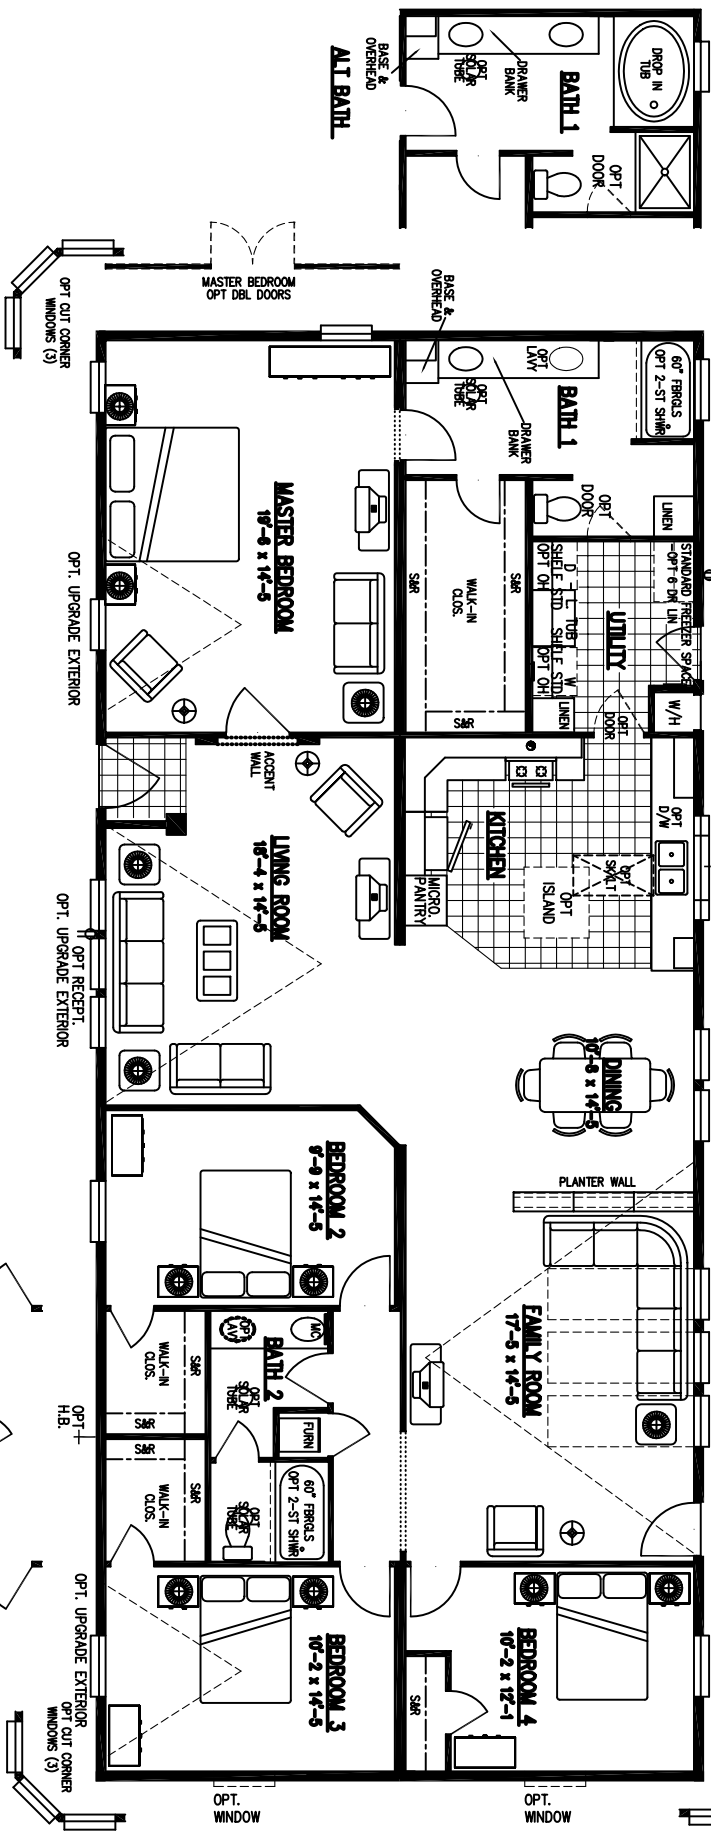 ALT BATH
BASE &
OVERHEAD
OPT
SOLAR
TUBE
DRAWER
BANK
BATH 1
DROP IN
TUB
OPT
DOOR
MASTER BEDROOM
OPT DBL DOORS
OPT CUT CORNER
WINDOWS (3)
BASE &
OVERHEAD
OPT
SOLAR
TUBE
OPT
LAVY
DRAWER
BANK
BATH 1
60" FBRGLS
OPT 2-ST SHWR
OPT
DOOR
LINEN
MASTER BEDROOM
19'-6 x 14'-5
OPT. UPGRADE EXTERIOR
S&R
WALK-IN
CLOS.
S&R
S&R
STANDARD FREEZER SPACE
-OPT 6 DR LIN
UTILITY
D
SHELF STD
OPT OH
L TUB
W
SHELF STD
OPT OH
LINEN
OPT
DOOR
W/H
ACCENT
WALL
LIVING ROOM
18'-4 x 14'-5
OPT RECEPT.
OPT. UPGRADE EXTERIOR
KITCHEN
MICRO.
PANTRY
OPT
D/W
OPT
SKYLT
OPT
ISLAND
DINING
10'-8 x 14'-5
PLANTER WALL
FAMILY ROOM
17'-5 x 14'-5
BEDROOM 2
9'-9 x 14'-5
WALK-IN
CLOS.
S&R
S&R
OPT
LAV
MC
BATH 2
OPT
SOLAR
TUBE
FURN
OPT
H.B.
S&R
S&R
WALK-IN
CLOS.
OPT
SOLAR
TUBE
60" FBRGLS
OPT 2-ST SHWR
BEDROOM 3
10'-2 x 14'-5
OPT. UPGRADE EXTERIOR
OPT CUT CORNER
WINDOWS (3)
BEDROOM 4
10'-2 x 12'-1
S&R
OPT.
WINDOW
OPT.
WINDOW